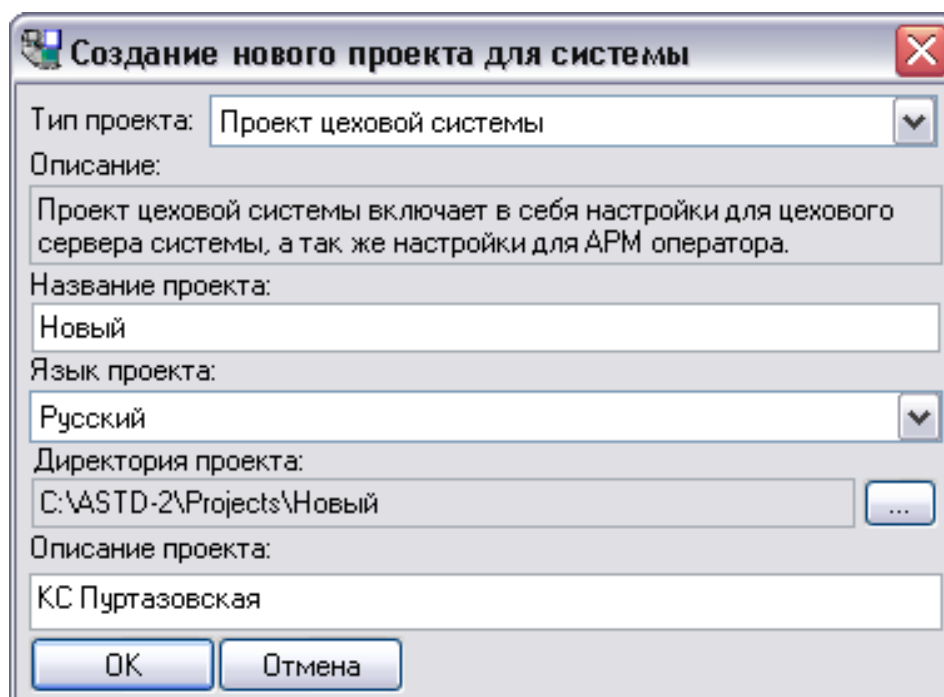 Создание нового проекта для системы
Тип проекта: Проект цеховой системы
Описание:
Проект цеховой системы включает в себя настройки для цехового
сервера системы, а так же настройки для АРМ оператора.
Название проекта:
Новый
Язык проекта:
Русский
Директория проекта:
C:\ASTD-2\Projects\Новый
...
Описание проекта:
КС Пуртазовская
OK Отмена